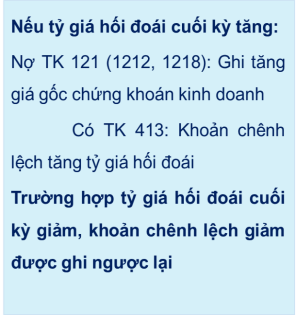 Nếu tỷ giá hối đoái cuối kỳ tăng:
Nợ TK 121 (1212, 1218): Ghi tăng
giá gốc chứng khoán kinh doanh
Có TK 413: Khoản chênh
lệch tăng tỷ giá hối đoái
Trường hợp tỷ giá hối đoái cuối
kỳ giảm, khoản chênh lệch giảm
được ghi ngược lại